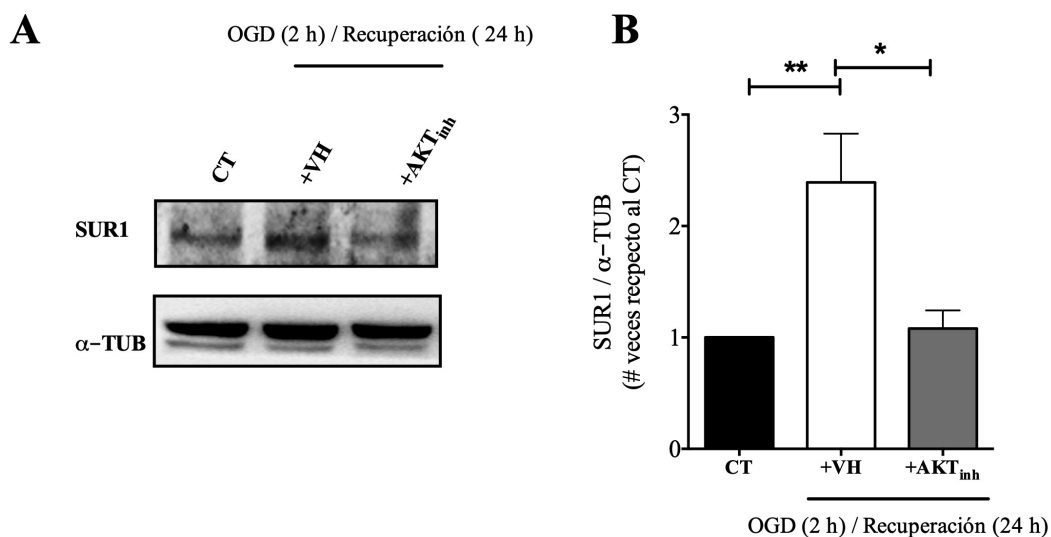 A
OGD (2 h) / Recuperación ( 24 h)
CT
+VH
+AKTinh
SUR1
α-TUB
B
**
*
3
2
1
0
SUR1 / α-TUB
(# veces recpecto al CT)
CT
+VH
+AKTinh
OGD (2 h) / Recuperación (24 h)